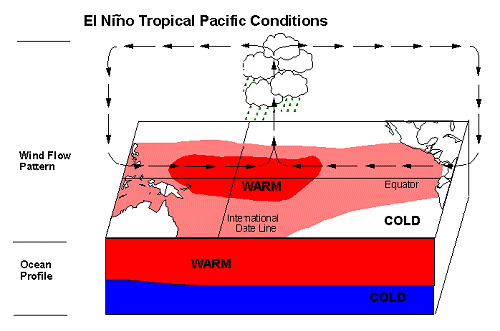 El Niño Tropical Pacific Conditions
Wind Flow
Pattern
WARM
Equator
International
Date Line
COLD
Ocean
Profile
WARM
COLD